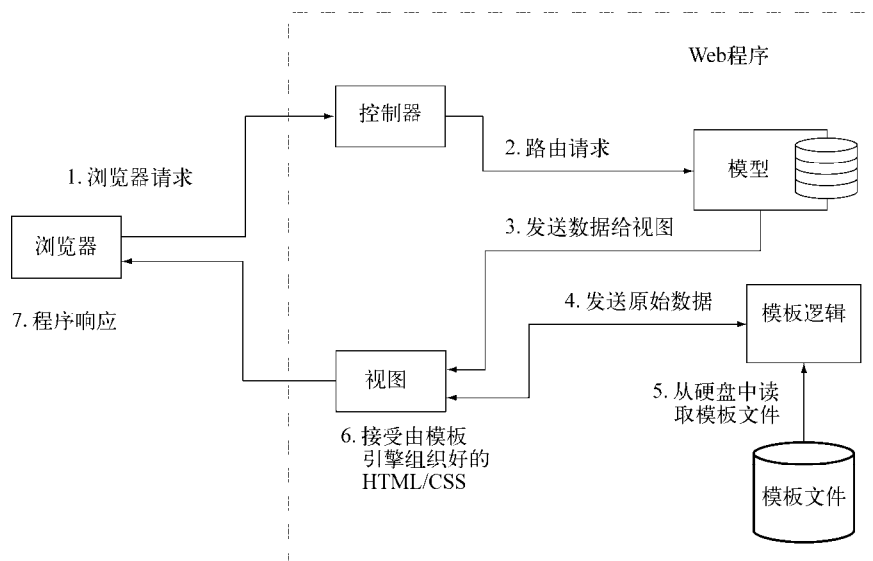 Web程序
控制器
2. 路由请求
模型
1. 浏览器请求
3. 发送数据给视图
浏览器
4. 发送原始数据
模板逻辑
7. 程序响应
视图
5. 从硬盘中读
取模板文件
6. 接受由模板
引擎组织好的
HTML/CSS
模板文件